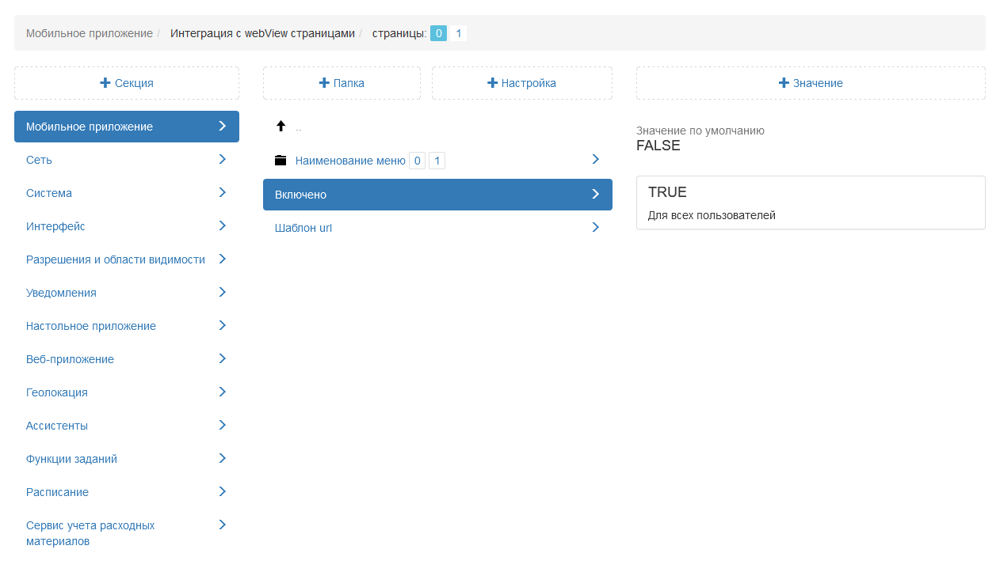 Мобильное приложение / Интеграция с webView страницами / страницы: 0 1
Секция
Папка
Настройка
Значение
Мобильное приложение
Сеть
Система
Интерфейс
Разрешения и области видимости
Уведомления
Настольное приложение
Веб-приложение
Геолокация
Ассистенты
Функции заданий
Расписание
Сервис учета расходных
материалов
..
Наименование меню 0 1
Включено
Шаблон url
Значение по умолчанию
FALSE
TRUE
Для всех пользователей